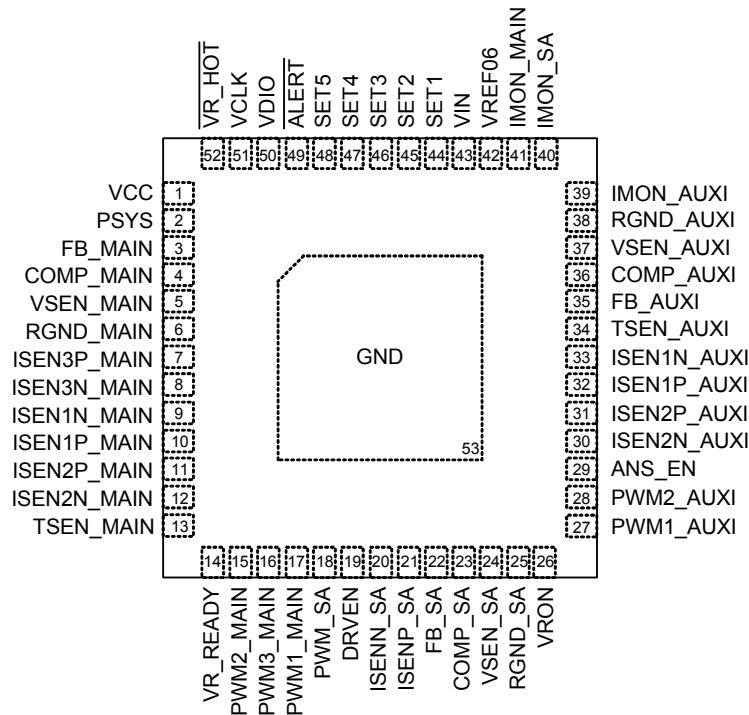 VR_HOT
VCLK
VDIO
ALERT
SET5
SET4
SET3
SET2
SET1
VIN
VREF06
IMON_MAIN
IMON_SA
52 51 50 49 48 47 46 45 44 43 42 41 40
VCC 1
PSYS 2
FB_MAIN 3
COMP_MAIN 4
VSEN_MAIN 5
RGND_MAIN 6
ISEN3P_MAIN 7
ISEN3N_MAIN 8
ISEN1N_MAIN 9
ISEN1P_MAIN 10
ISEN2P_MAIN 11
ISEN2N_MAIN 12
TSEN_MAIN 13
GND
53
39 IMON_AUXI
38 RGND_AUXI
37 VSEN_AUXI
36 COMP_AUXI
35 FB_AUXI
34 TSEN_AUXI
33 ISEN1N_AUXI
32 ISEN1P_AUXI
31 ISEN2P_AUXI
30 ISEN2N_AUXI
29 ANS_EN
28 PWM2_AUXI
27 PWM1_AUXI
14 15 16 17 18 19 20 21 22 23 24 25 26
VR_READY
PWM2_MAIN
PWM3_MAIN
PWM1_MAIN
PWM_SA
DRVEN
ISENN_SA
ISENP_SA
FB_SA
COMP_SA
VSEN_SA
RGND_SA
VRON